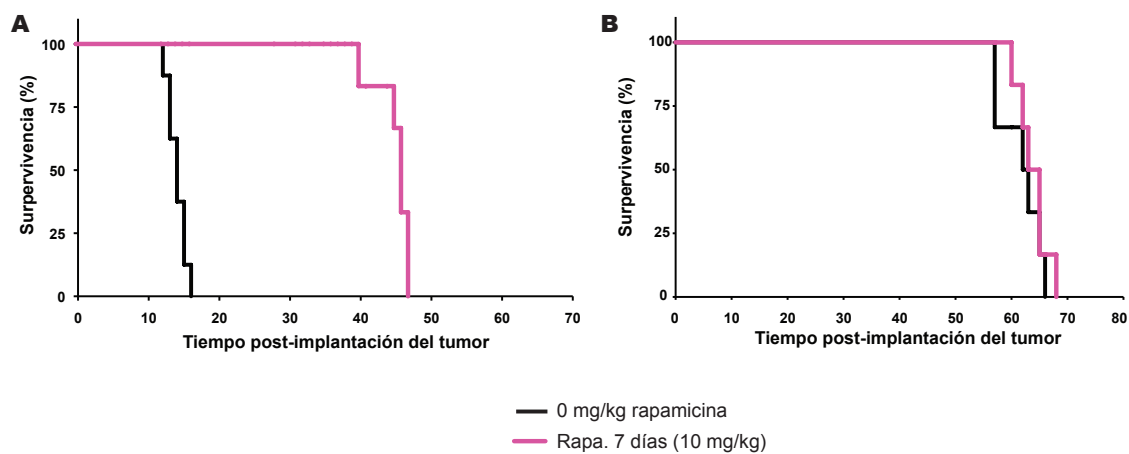 A
Surpervivencia (%)
100
75
50
25
0
0 10 20 30 40 50 60 70
Tiempo post-implantación del tumor
B
Surpervivencia (%)
100
75
50
25
0
0 10 20 30 40 50 60 70 80
Tiempo post-implantación del tumor
0 mg/kg rapamicina
Rapa. 7 días (10 mg/kg)